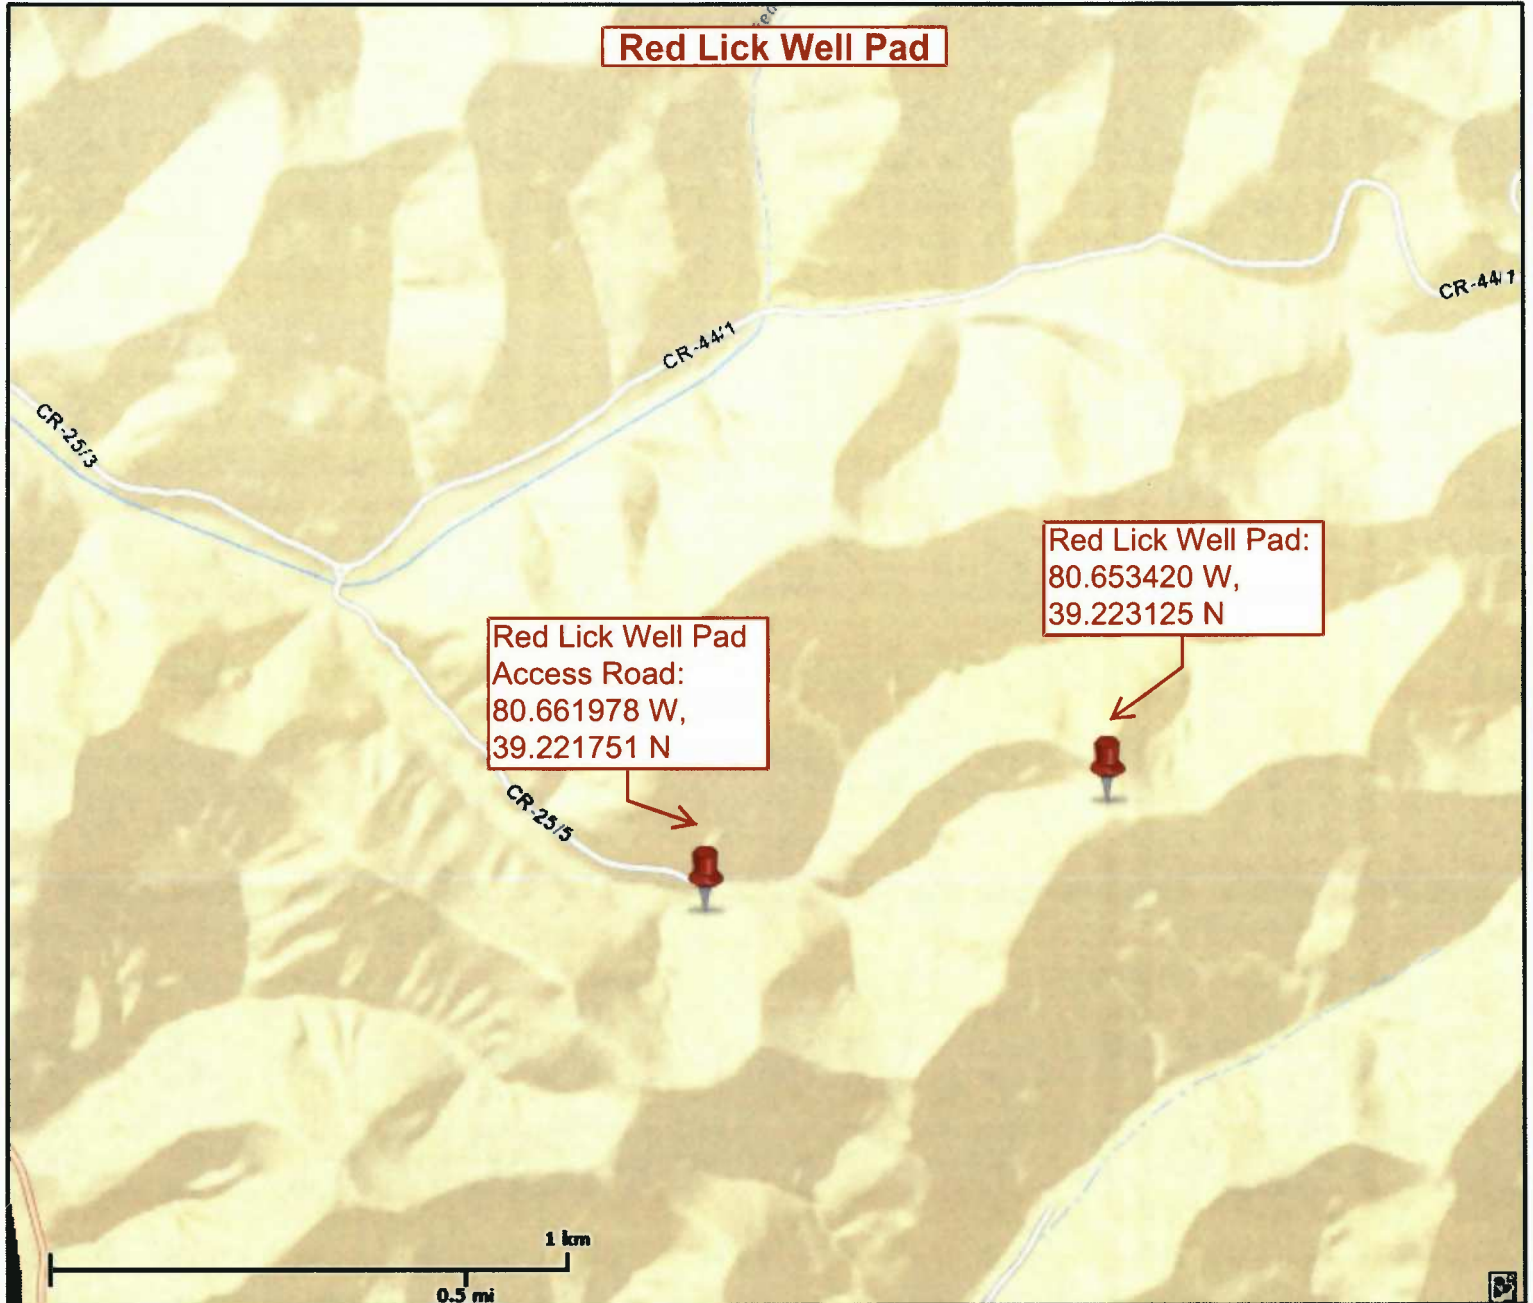 Red Lick Well Pad
CR-44/1
CR-44/1
CR-25/3
Red Lick Well Pad:
80.653420 W,
39.223125 N
Red Lick Well Pad
Access Road:
80.661978 W,
39.221751 N
CR-25/5
1 km
0.5 mi